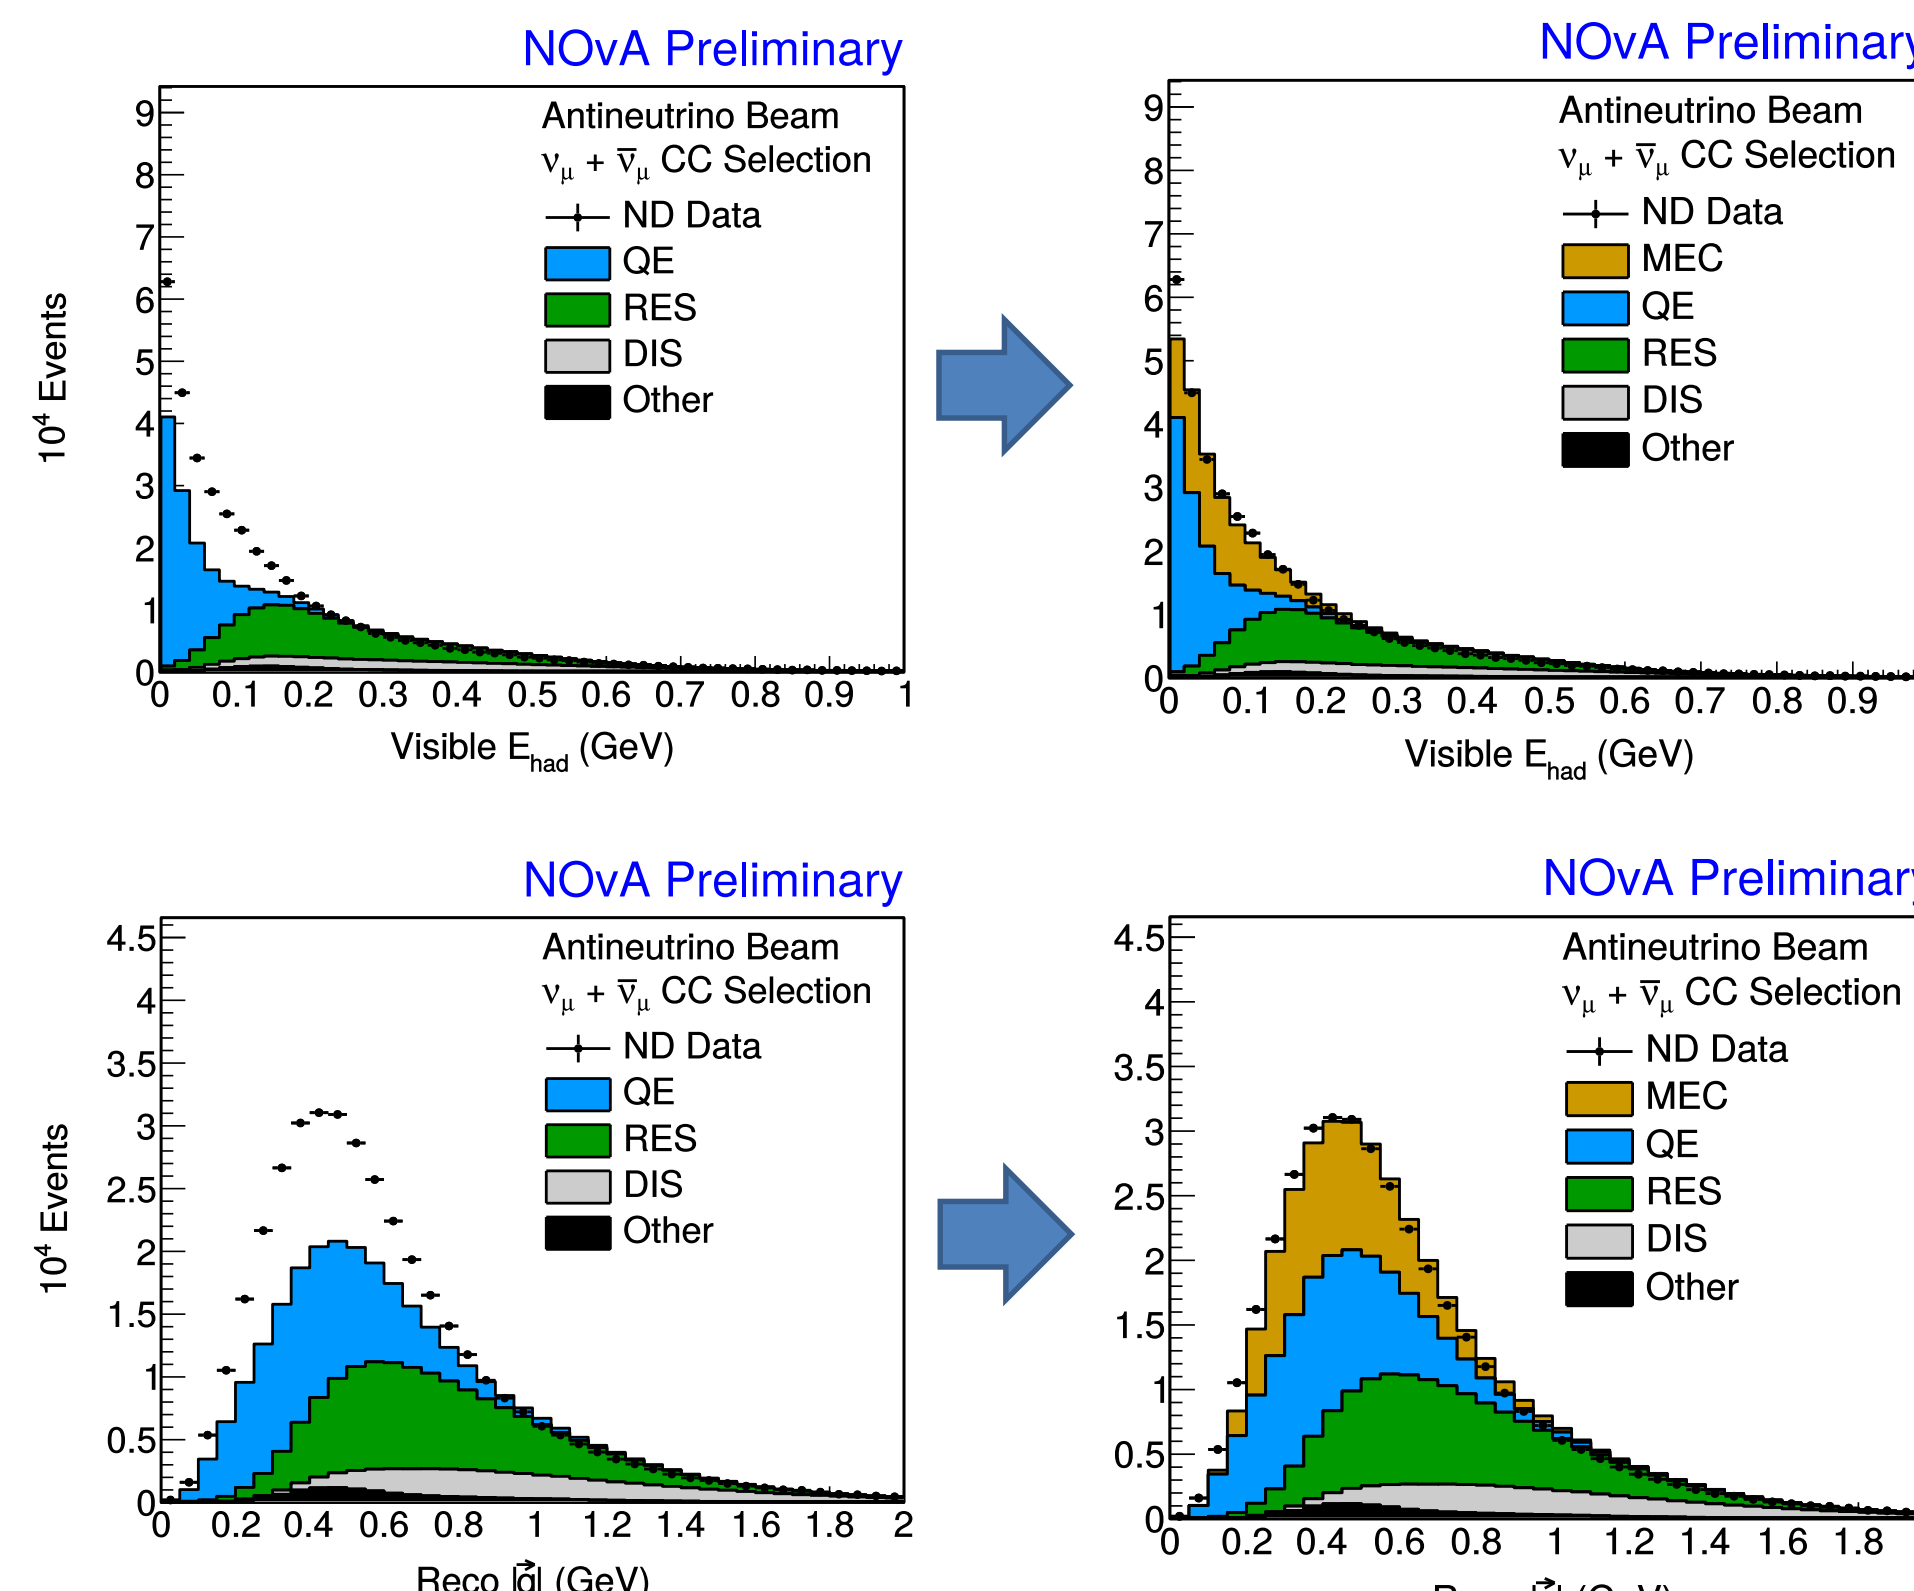 NOvA Preliminary
Antineutrino Beam
νμ + ν̅μ CC Selection
ND Data
QE
RES
DIS
Other
10⁴ Events
9
8
7
6
5
4
3
2
1
0
0 0.1 0.2 0.3 0.4 0.5 0.6 0.7 0.8 0.9 1
Visible Ehad (GeV)
NOvA Preliminary
Antineutrino Beam
νμ + ν̅μ CC Selection
ND Data
MEC
QE
RES
DIS
Other
9
8
7
6
5
4
3
2
1
0
0 0.1 0.2 0.3 0.4 0.5 0.6 0.7 0.8 0.9
Visible Ehad (GeV)
NOvA Preliminary
Antineutrino Beam
νμ + ν̅μ CC Selection
ND Data
QE
RES
DIS
Other
10⁴ Events
4.5
4
3.5
3
2.5
2
1.5
1
0.5
0
0 0.2 0.4 0.6 0.8 1 1.2 1.4 1.6 1.8 2
Reco |q⃗| (GeV)
NOvA Preliminary
Antineutrino Beam
νμ + ν̅μ CC Selection
ND Data
MEC
QE
RES
DIS
Other
4.5
4
3.5
3
2.5
2
1.5
1
0.5
0
0 0.2 0.4 0.6 0.8 1 1.2 1.4 1.6 1.8